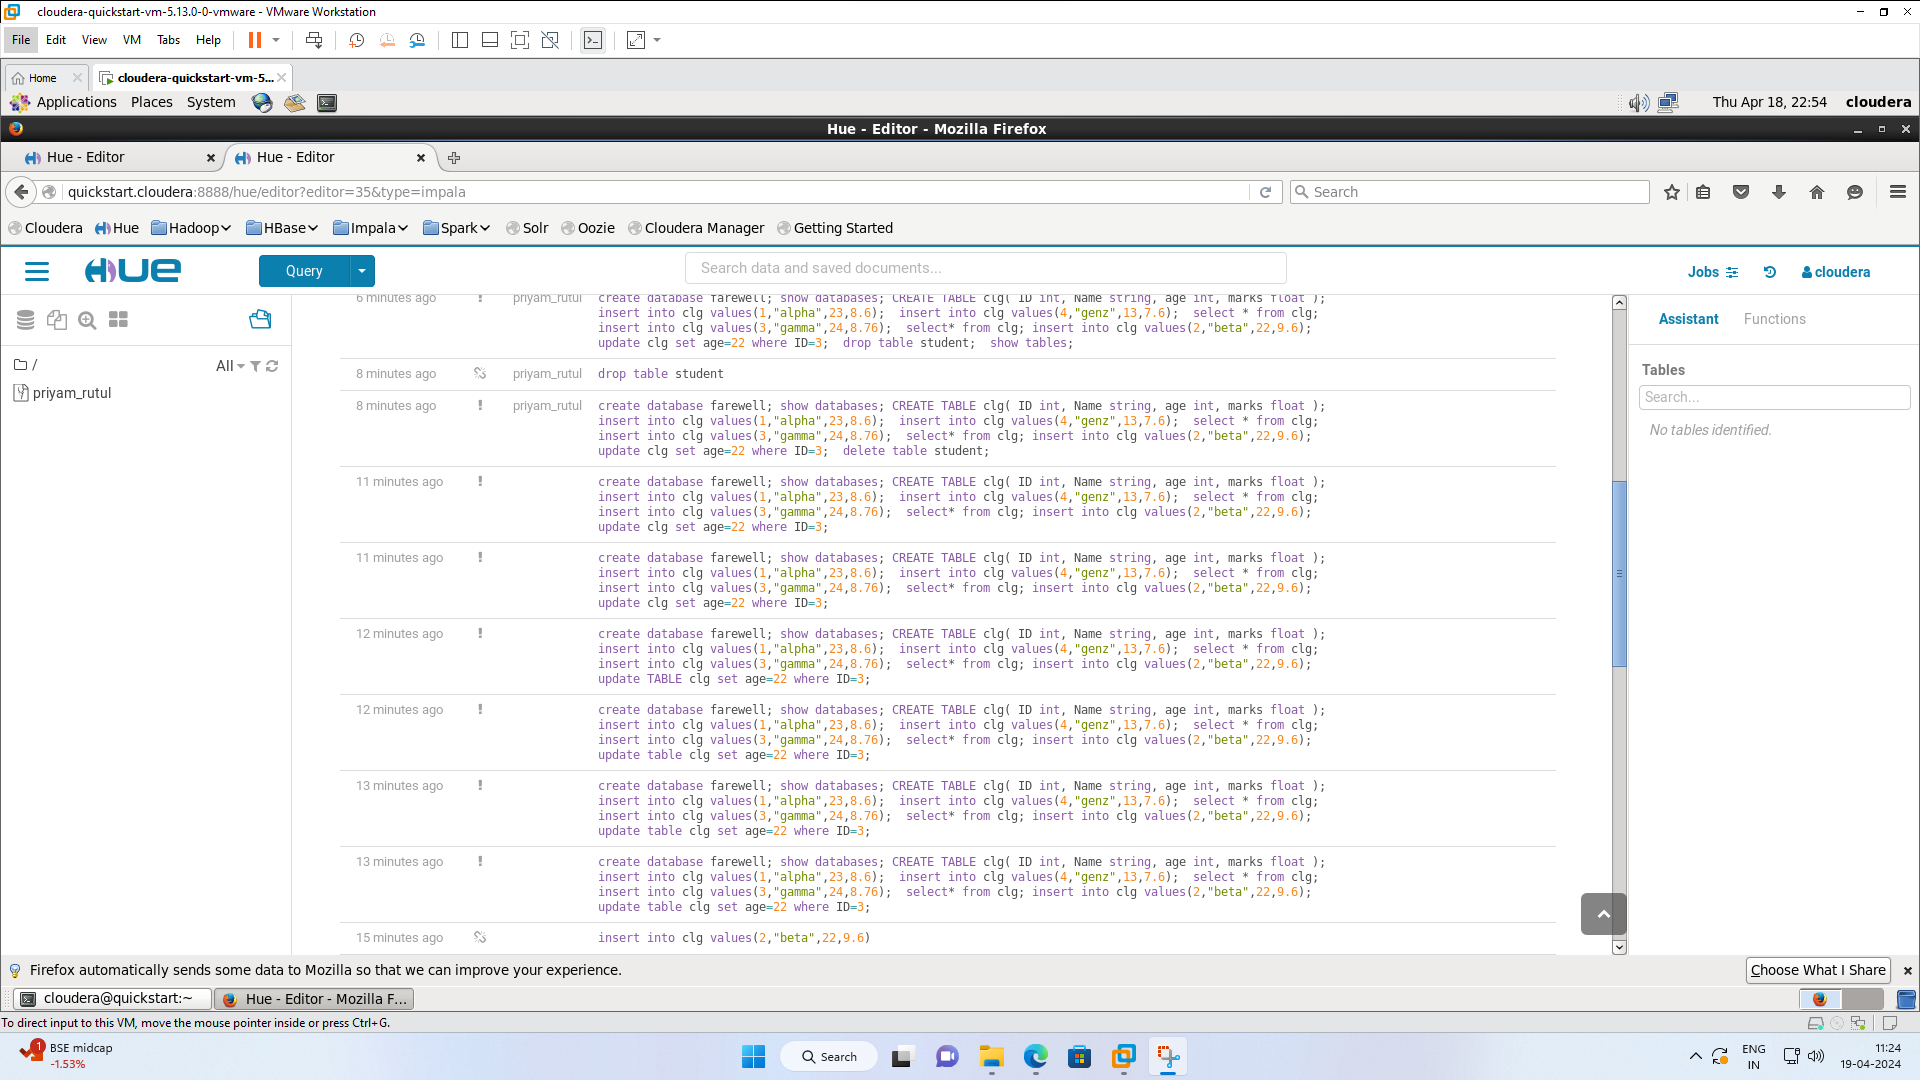 cloudera-quickstart-vm-5.13.0-0-vmware - VMware Workstation
File Edit View VM Tabs Help
Home cloudera-quickstart-vm-5...
Applications Places System Thu Apr 18, 22:54 cloudera
Hue - Editor - Mozilla Firefox
Hue - Editor Hue - Editor
quickstart.cloudera:8888/hue/editor?editor=35&type=impala Search
Cloudera Hue Hadoop HBase Impala Spark Solr Oozie Cloudera Manager Getting Started
HUE Query Search data and saved documents... Jobs cloudera
6 minutes ago ! priyam_rutul create database farewell; show databases; CREATE TABLE clg( ID int, Name string, age int, marks float );
insert into clg values(1,"alpha",23,8.6); insert into clg values(4,"genz",13,7.6); select * from clg;
insert into clg values(3,"gamma",24,8.76); select* from clg; insert into clg values(2,"beta",22,9.6);
update clg set age=22 where ID=3; drop table student; show tables;
8 minutes ago priyam_rutul drop table student
8 minutes ago ! priyam_rutul create database farewell; show databases; CREATE TABLE clg( ID int, Name string, age int, marks float );
insert into clg values(1,"alpha",23,8.6); insert into clg values(4,"genz",13,7.6); select * from clg;
insert into clg values(3,"gamma",24,8.76); select* from clg; insert into clg values(2,"beta",22,9.6);
update clg set age=22 where ID=3; delete table student;
11 minutes ago ! create database farewell; show databases; CREATE TABLE clg( ID int, Name string, age int, marks float );
insert into clg values(1,"alpha",23,8.6); insert into clg values(4,"genz",13,7.6); select * from clg;
insert into clg values(3,"gamma",24,8.76); select* from clg; insert into clg values(2,"beta",22,9.6);
update clg set age=22 where ID=3;
11 minutes ago ! create database farewell; show databases; CREATE TABLE clg( ID int, Name string, age int, marks float );
insert into clg values(1,"alpha",23,8.6); insert into clg values(4,"genz",13,7.6); select * from clg;
insert into clg values(3,"gamma",24,8.76); select* from clg; insert into clg values(2,"beta",22,9.6);
update clg set age=22 where ID=3;
12 minutes ago ! create database farewell; show databases; CREATE TABLE clg( ID int, Name string, age int, marks float );
insert into clg values(1,"alpha",23,8.6); insert into clg values(4,"genz",13,7.6); select * from clg;
insert into clg values(3,"gamma",24,8.76); select* from clg; insert into clg values(2,"beta",22,9.6);
update TABLE clg set age=22 where ID=3;
12 minutes ago ! create database farewell; show databases; CREATE TABLE clg( ID int, Name string, age int, marks float );
insert into clg values(1,"alpha",23,8.6); insert into clg values(4,"genz",13,7.6); select * from clg;
insert into clg values(3,"gamma",24,8.76); select* from clg; insert into clg values(2,"beta",22,9.6);
update table clg set age=22 where ID=3;
13 minutes ago ! create database farewell; show databases; CREATE TABLE clg( ID int, Name string, age int, marks float );
insert into clg values(1,"alpha",23,8.6); insert into clg values(4,"genz",13,7.6); select * from clg;
insert into clg values(3,"gamma",24,8.76); select* from clg; insert into clg values(2,"beta",22,9.6);
update table clg set age=22 where ID=3;
13 minutes ago ! create database farewell; show databases; CREATE TABLE clg( ID int, Name string, age int, marks float );
insert into clg values(1,"alpha",23,8.6); insert into clg values(4,"genz",13,7.6); select * from clg;
insert into clg values(3,"gamma",24,8.76); select* from clg; insert into clg values(2,"beta",22,9.6);
update table clg set age=22 where ID=3;
15 minutes ago insert into clg values(2,"beta",22,9.6)
/ All
priyam_rutul
Assistant Functions
Tables
Search...
No tables identified.
Firefox automatically sends some data to Mozilla so that we can improve your experience. Choose What I Share
cloudera@quickstart:~ Hue - Editor - Mozilla F...
To direct input to this VM, move the mouse pointer inside or press Ctrl+G.
1 BSE midcap
-1.53%
Search
ENG
IN
11:24
19-04-2024